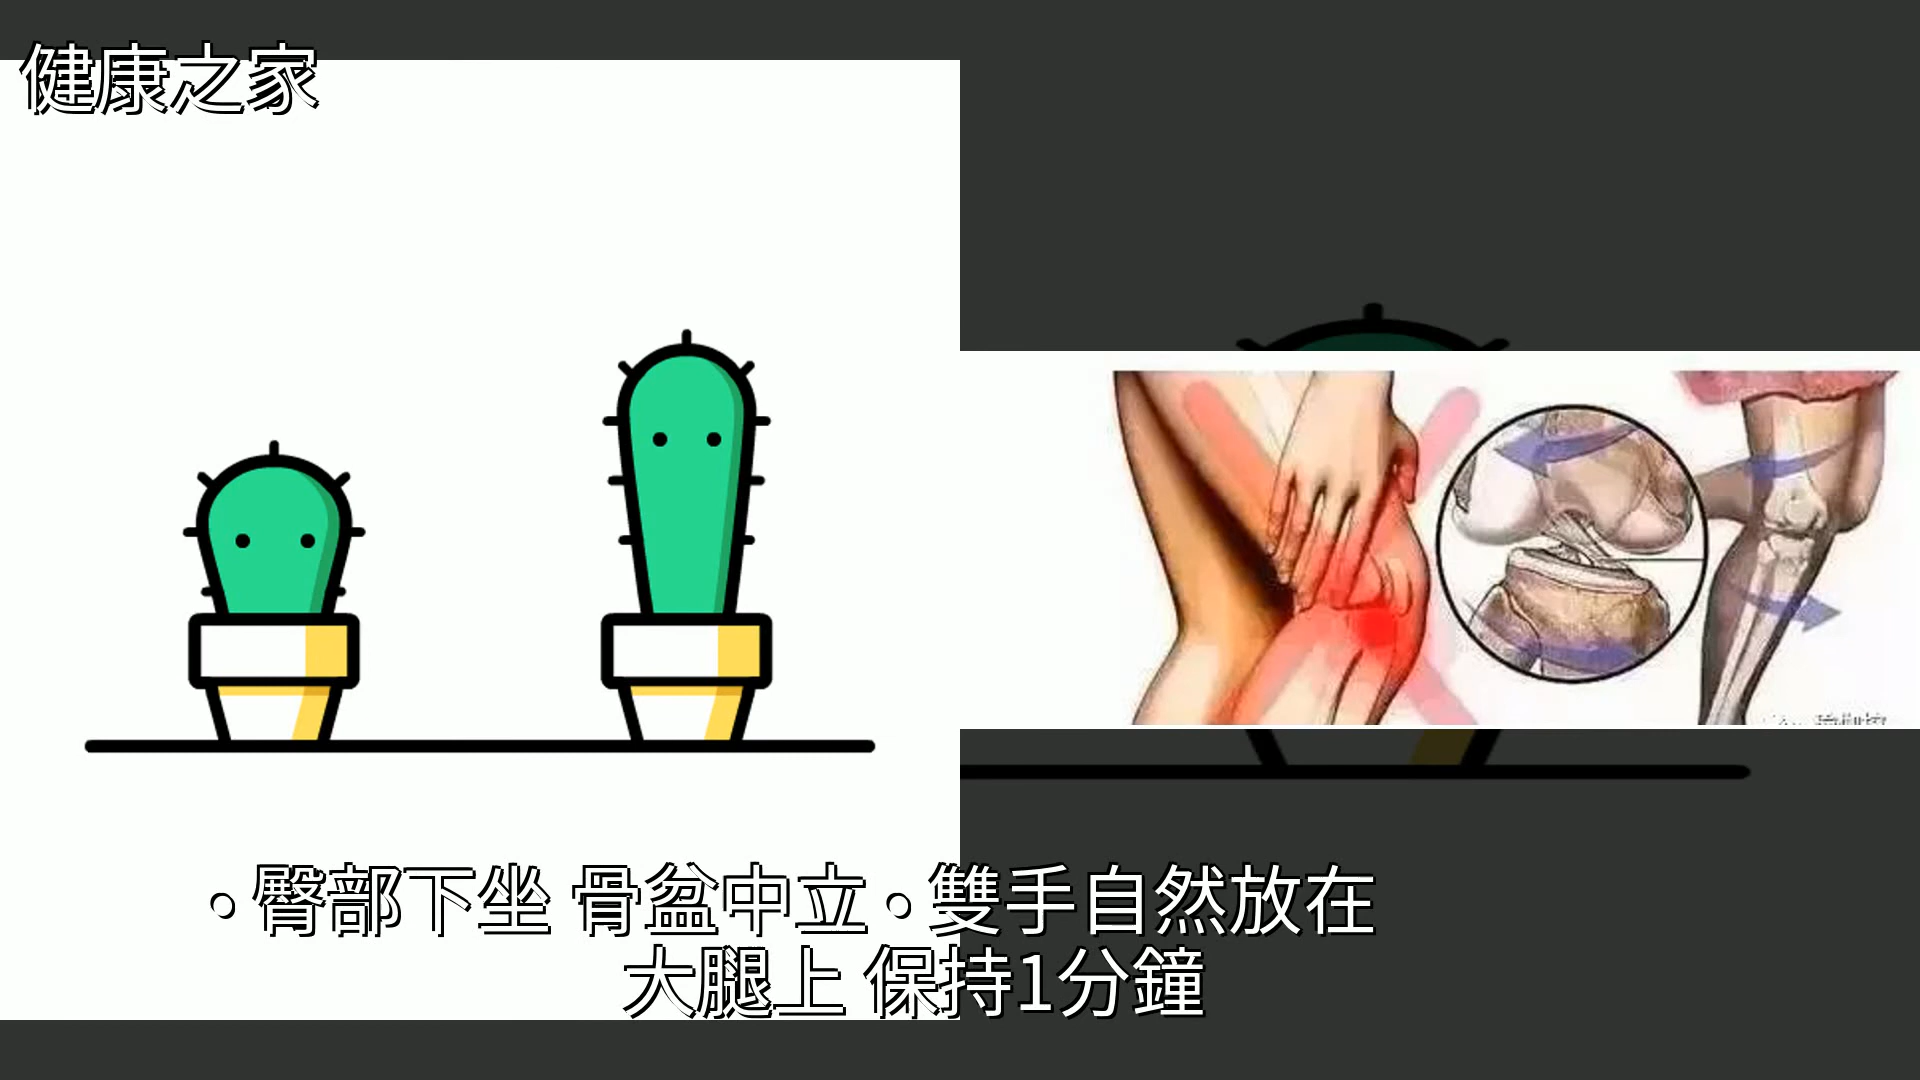 健康之家
•臀部下坐 骨盆中立•雙手自然放在
大腿上 保持1分鐘